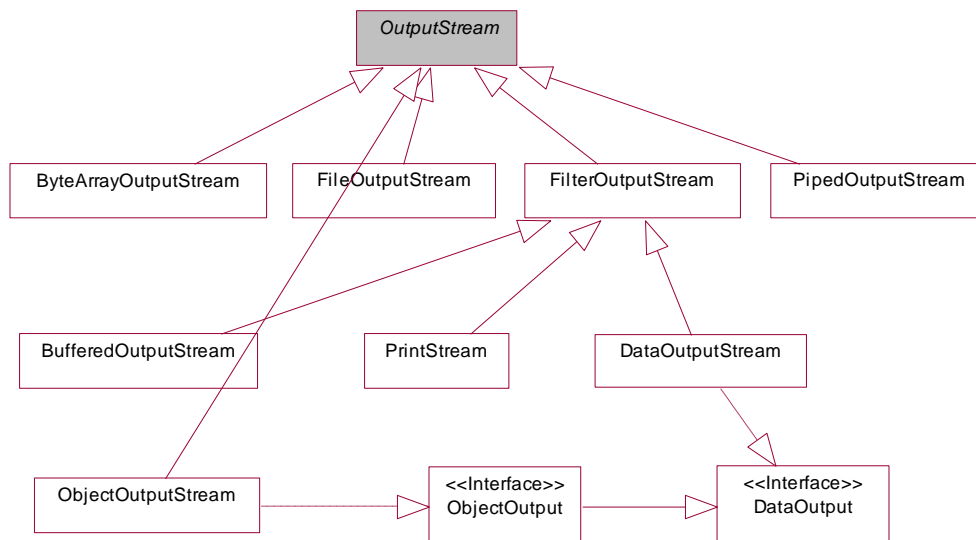 OutputStream
ByteArrayOutputStream
FileOutputStream
FilterOutputStream
PipedOutputStream
BufferedOutputStream
PrintStream
DataOutputStream
ObjectOutputStream
<<Interface>>
ObjectOutput
<<Interface>>
DataOutput